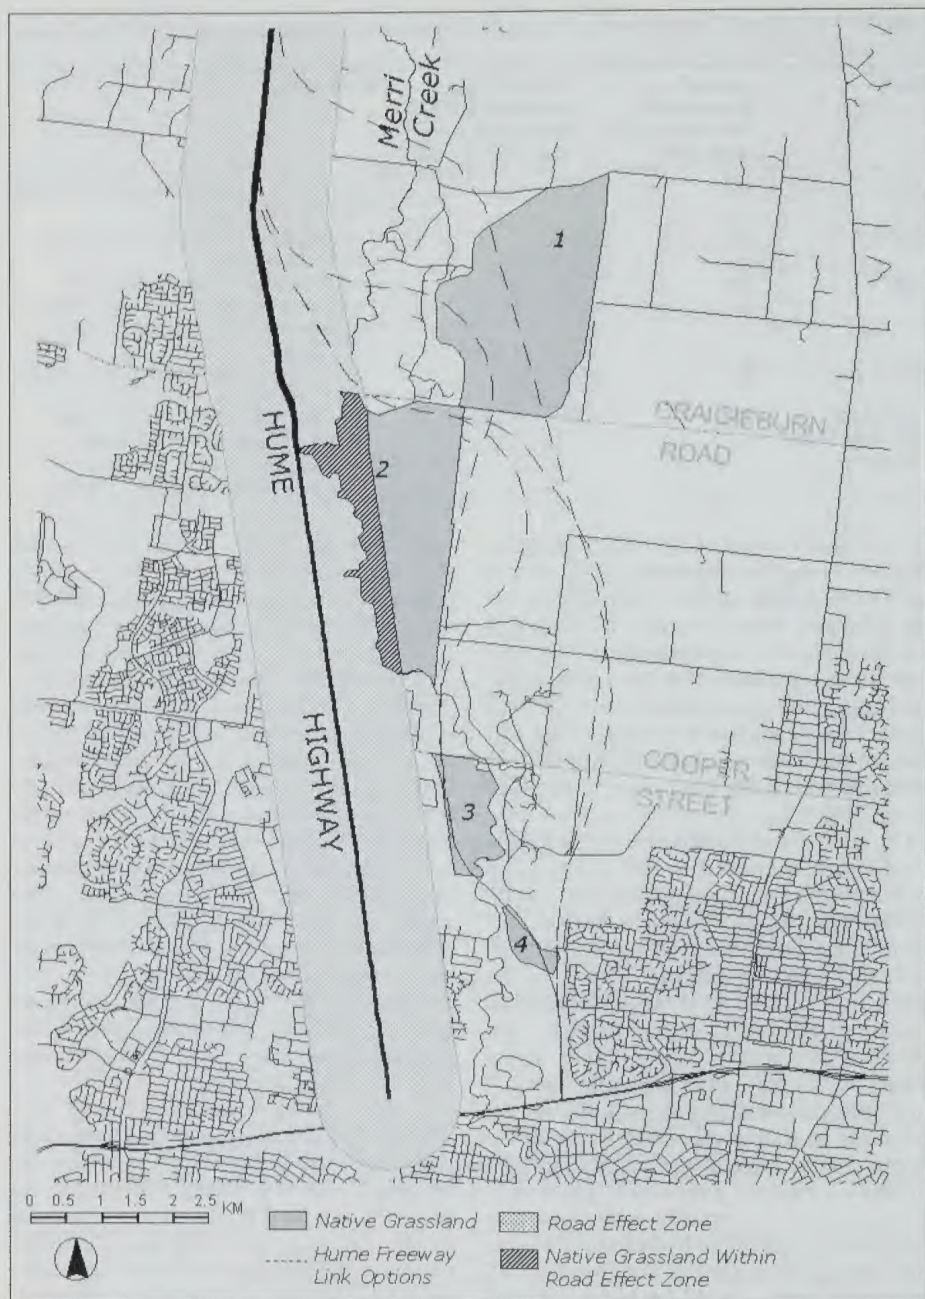 Merri
Creek
1
CRAIGIEBURN
ROAD
HUME
2
HIGHWAY
COOPER
STREET
3
4
0 0.5 1 1.5 2 2.5 KM
Native Grassland
Road Effect Zone
Hume Freeway
Link Options
Native Grassland Within
Road Effect Zone